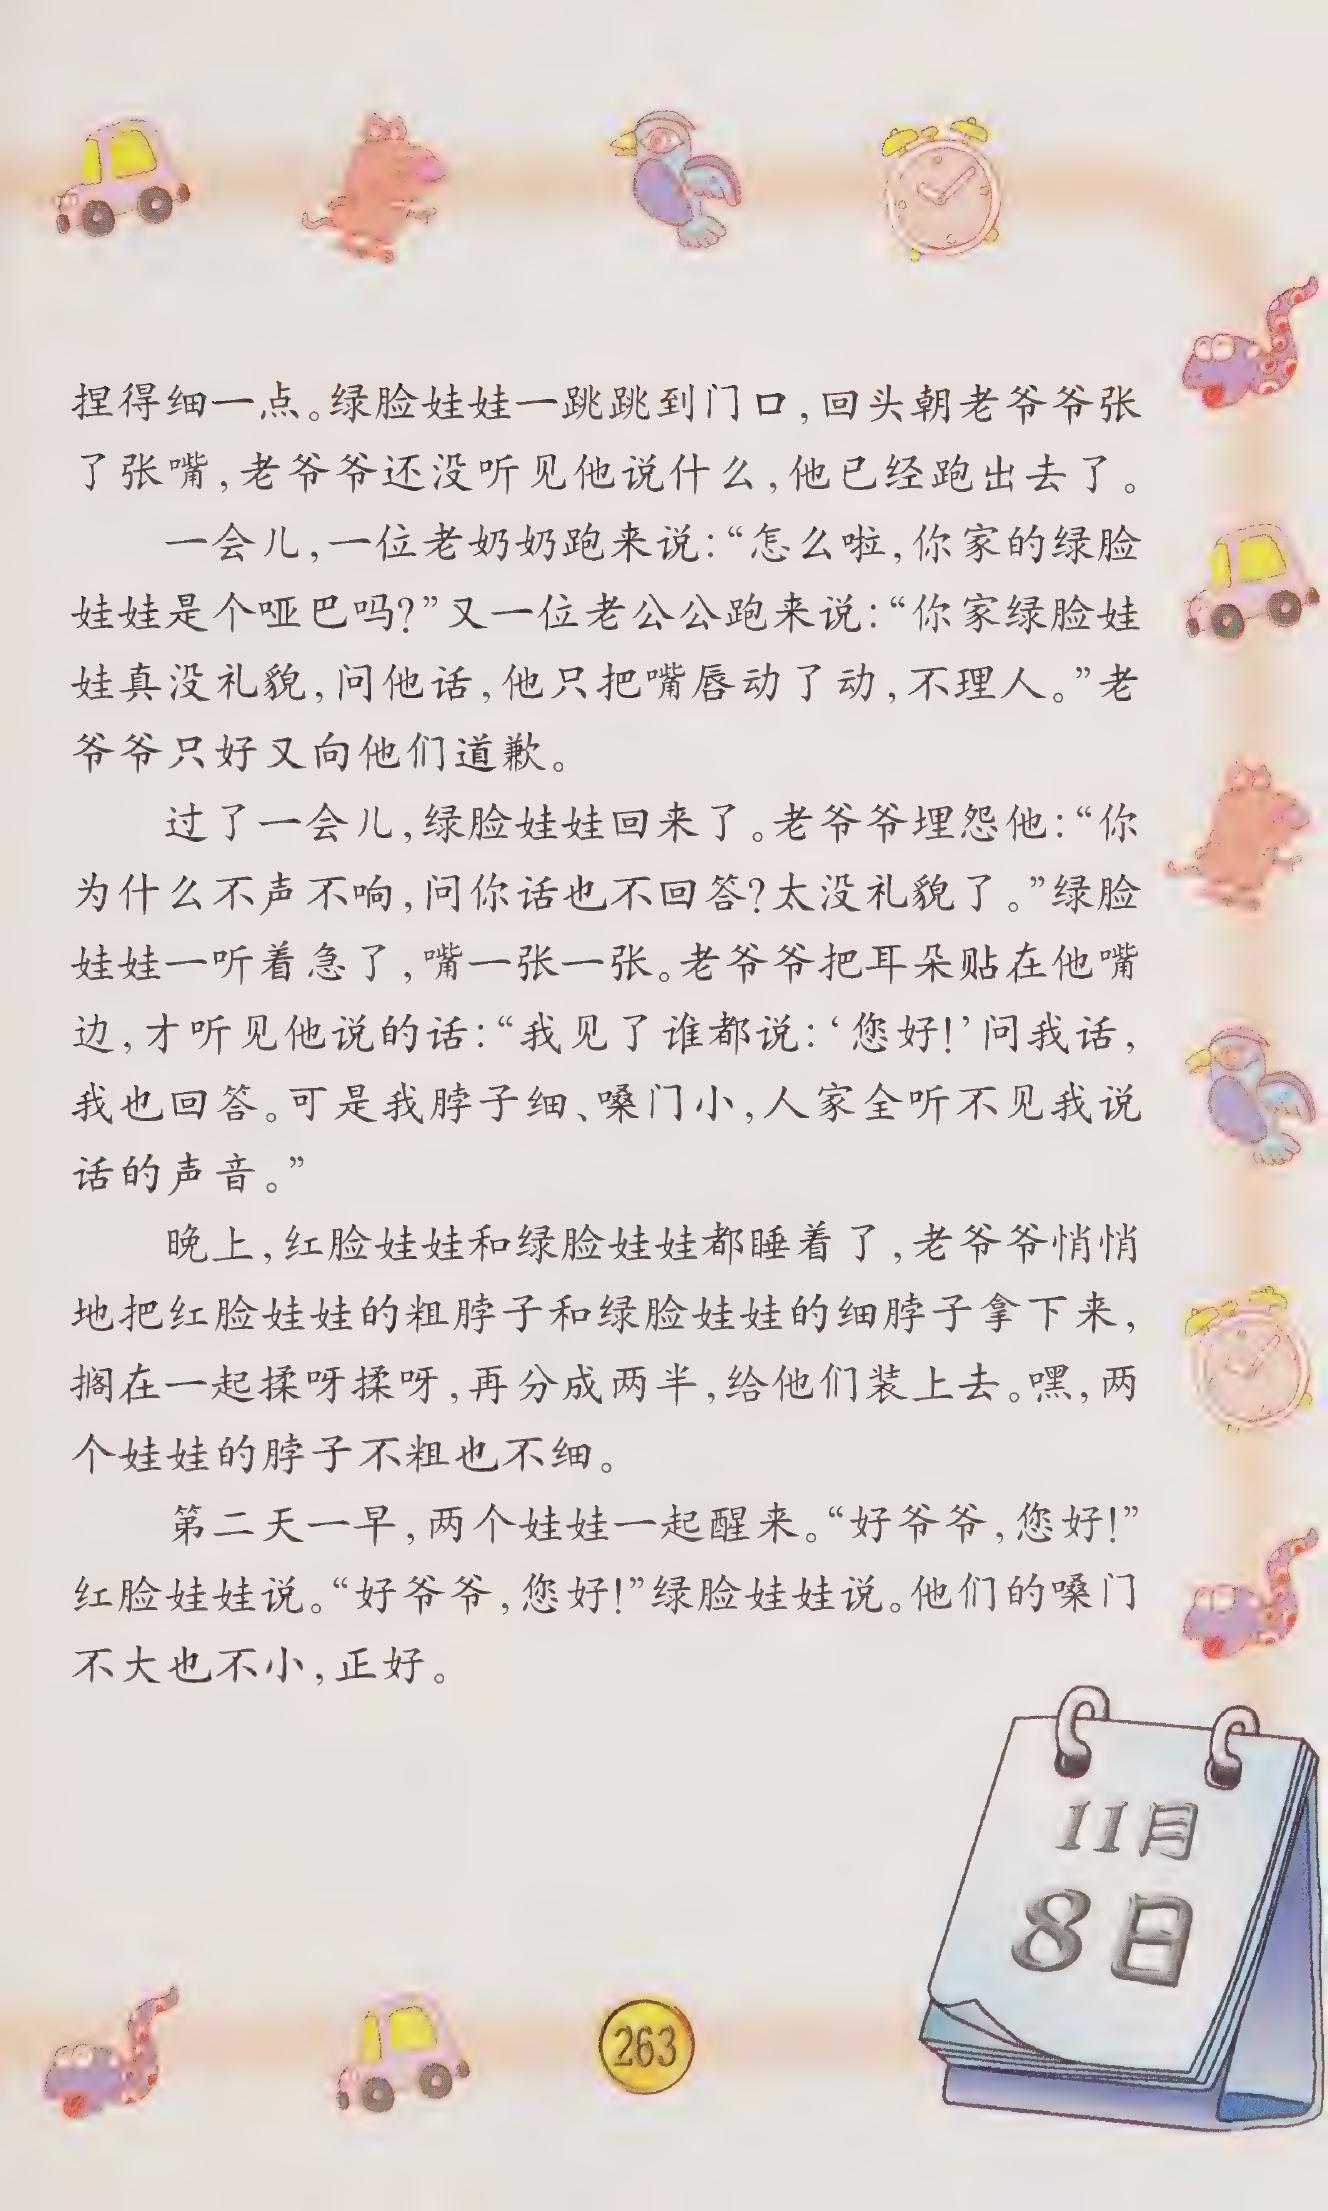 捏得细一点。绿脸娃娃一跳跳到门口,回头朝老爷爷张
了张嘴,老爷爷还没听见他说什么,他已经跑出去了。
一会儿,一位老奶奶跑来说:“怎么啦,你家的绿脸
娃娃是个哑巴吗?”又一位老公公跑来说:“你家绿脸娃
娃真没礼貌,问他话,他只把嘴唇动了动,不理人。”老
爷爷只好又向他们道歉。
过了一会儿,绿脸娃娃回来了。老爷爷埋怨他:“你
为什么不声不响,问你话也不回答?太没礼貌了。”绿脸
娃娃一听着急了,嘴一张一张。老爷爷把耳朵贴在他嘴
边,才听见他说的话:“我见了谁都说:‘您好!’问我话,
我也回答。可是我脖子细、嗓门小,人家全听不见我说
话的声音。”
晚上,红脸娃娃和绿脸娃娃都睡着了,老爷爷悄悄
地把红脸娃娃的粗脖子和绿脸娃娃的细脖子拿下来,
搁在一起揉呀揉呀,再分成两半,给他们装上去。嘿,两
个娃娃的脖子不粗也不细。
第二天一早,两个娃娃一起醒来。“好爷爷,您好!”
红脸娃娃说。“好爷爷,您好!”绿脸娃娃说。他们的嗓门
不大也不小,正好。
11月
8日
263